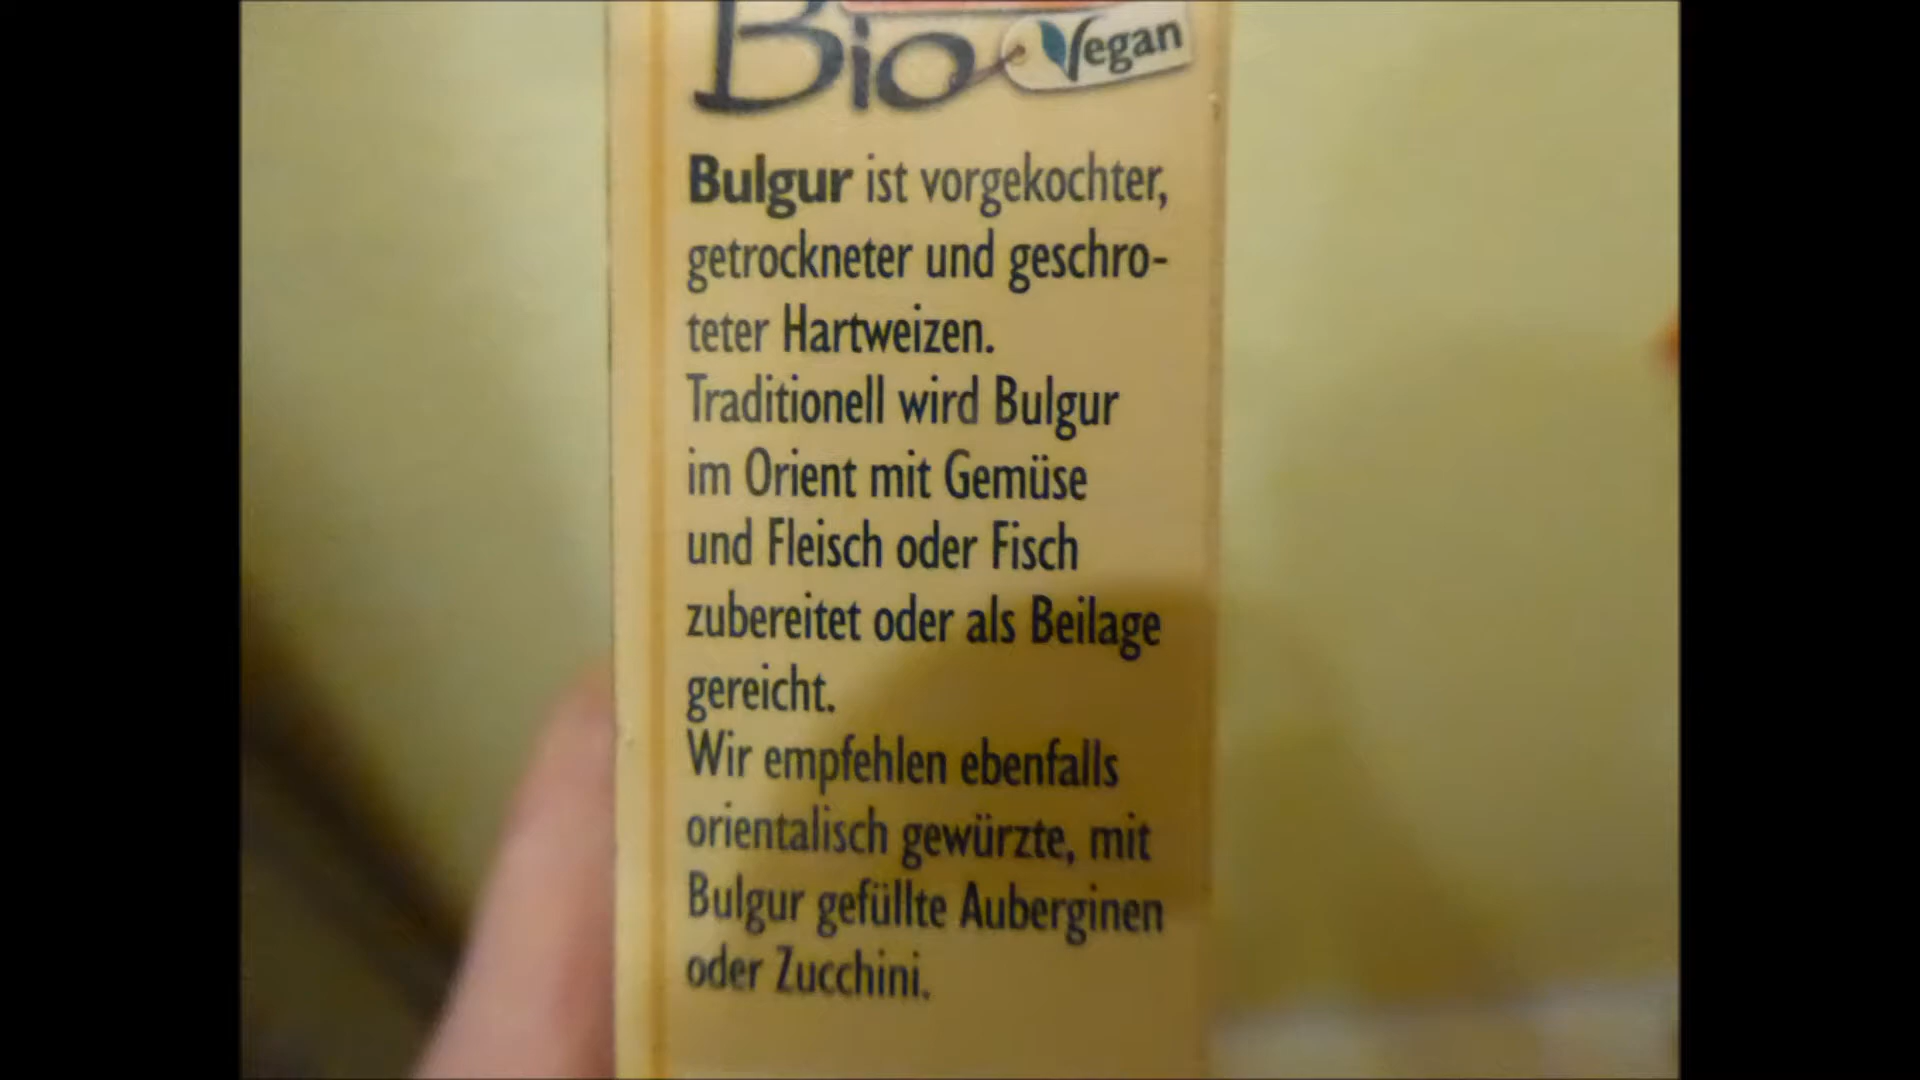 Bio Vegan
Bulgur ist vorgekochter,
getrockneter und geschro-
teter Hartweizen.
Traditionell wird Bulgur
im Orient mit Gemüse
und Fleisch oder Fisch
zubereitet oder als Beilage
gereicht.
Wir empfehlen ebenfalls
orientalisch gewürzte, mit
Bulgur gefüllte Auberginen
oder Zucchini.